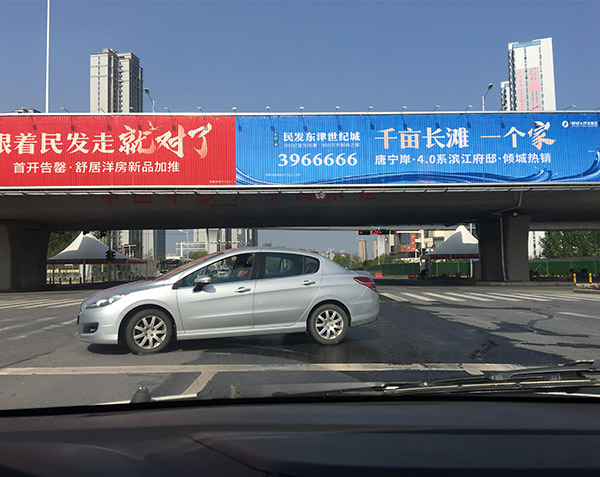 跟着民发走就对了
首开告罄·舒居洋房新品加推
民发东津世纪城
3966666
千亩长滩 一个家
唐宁岸·4.0系滨江府邸·倾城热销